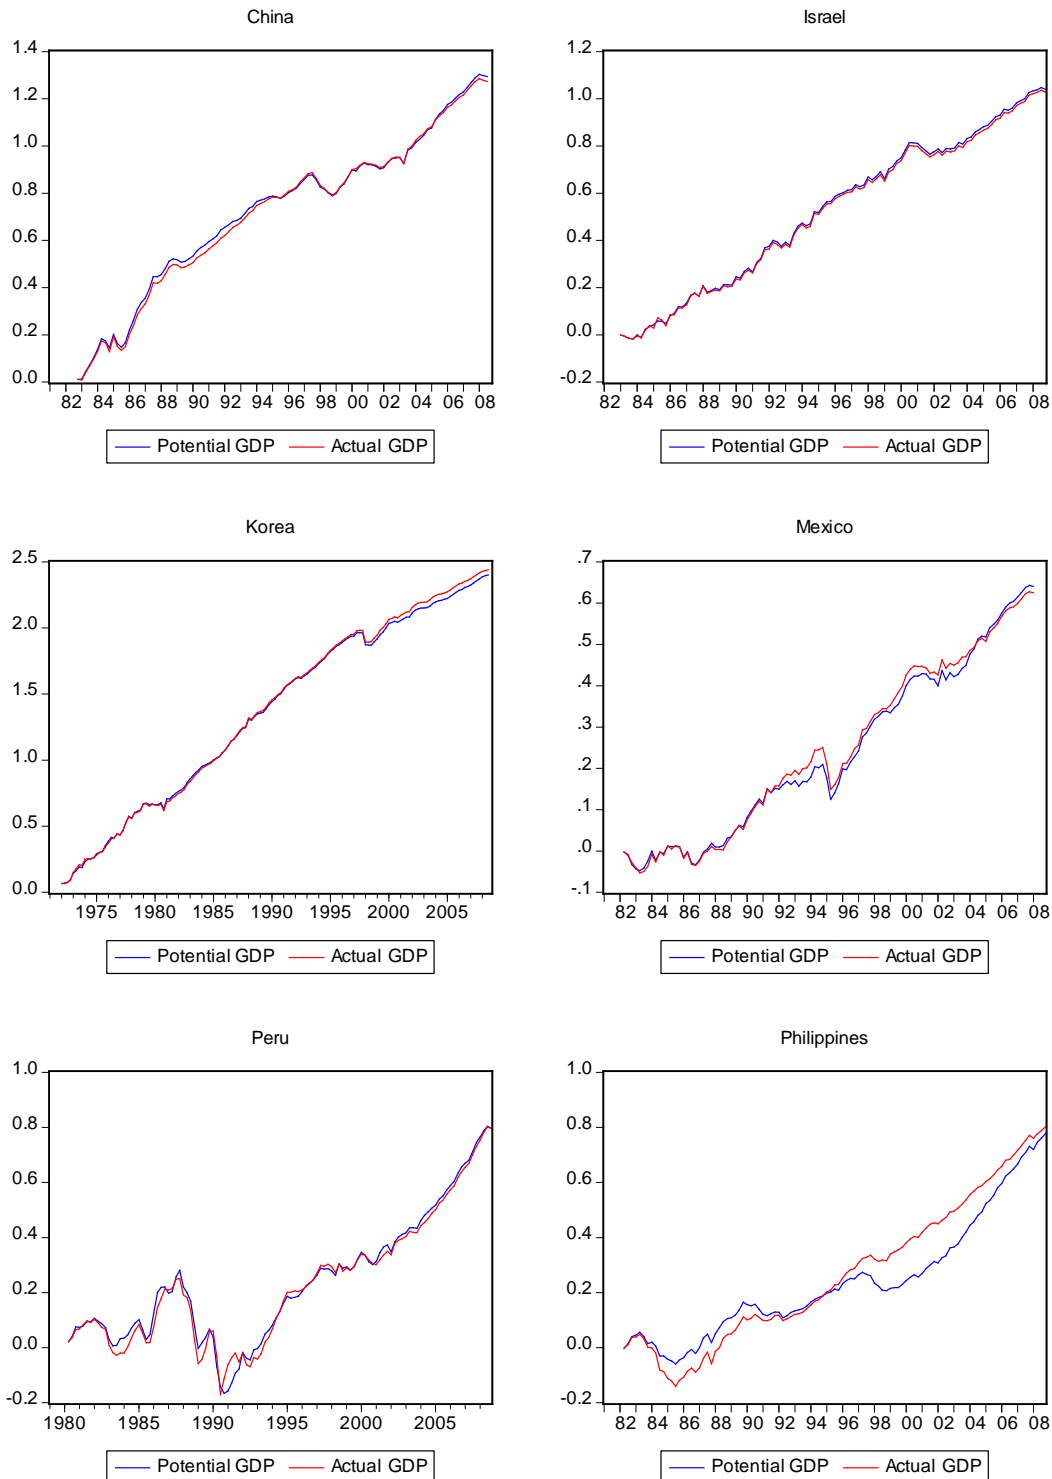 China
1.4
1.2
1.0
0.8
0.6
0.4
0.2
0.0
82 84 86 88 90 92 94 96 98 00 02 04 06 08
Potential GDP Actual GDP
Israel
1.2
1.0
0.8
0.6
0.4
0.2
0.0
-0.2
82 84 86 88 90 92 94 96 98 00 02 04 06 08
Potential GDP Actual GDP
Korea
2.5
2.0
1.5
1.0
0.5
0.0
1975 1980 1985 1990 1995 2000 2005
Potential GDP Actual GDP
Mexico
.7
.6
.5
.4
.3
.2
.1
.0
-.1
82 84 86 88 90 92 94 96 98 00 02 04 06 08
Potential GDP Actual GDP
Peru
1.0
0.8
0.6
0.4
0.2
0.0
-0.2
1980 1985 1990 1995 2000 2005
Potential GDP Actual GDP
Philippines
1.0
0.8
0.6
0.4
0.2
0.0
-0.2
82 84 86 88 90 92 94 96 98 00 02 04 06 08
Potential GDP Actual GDP